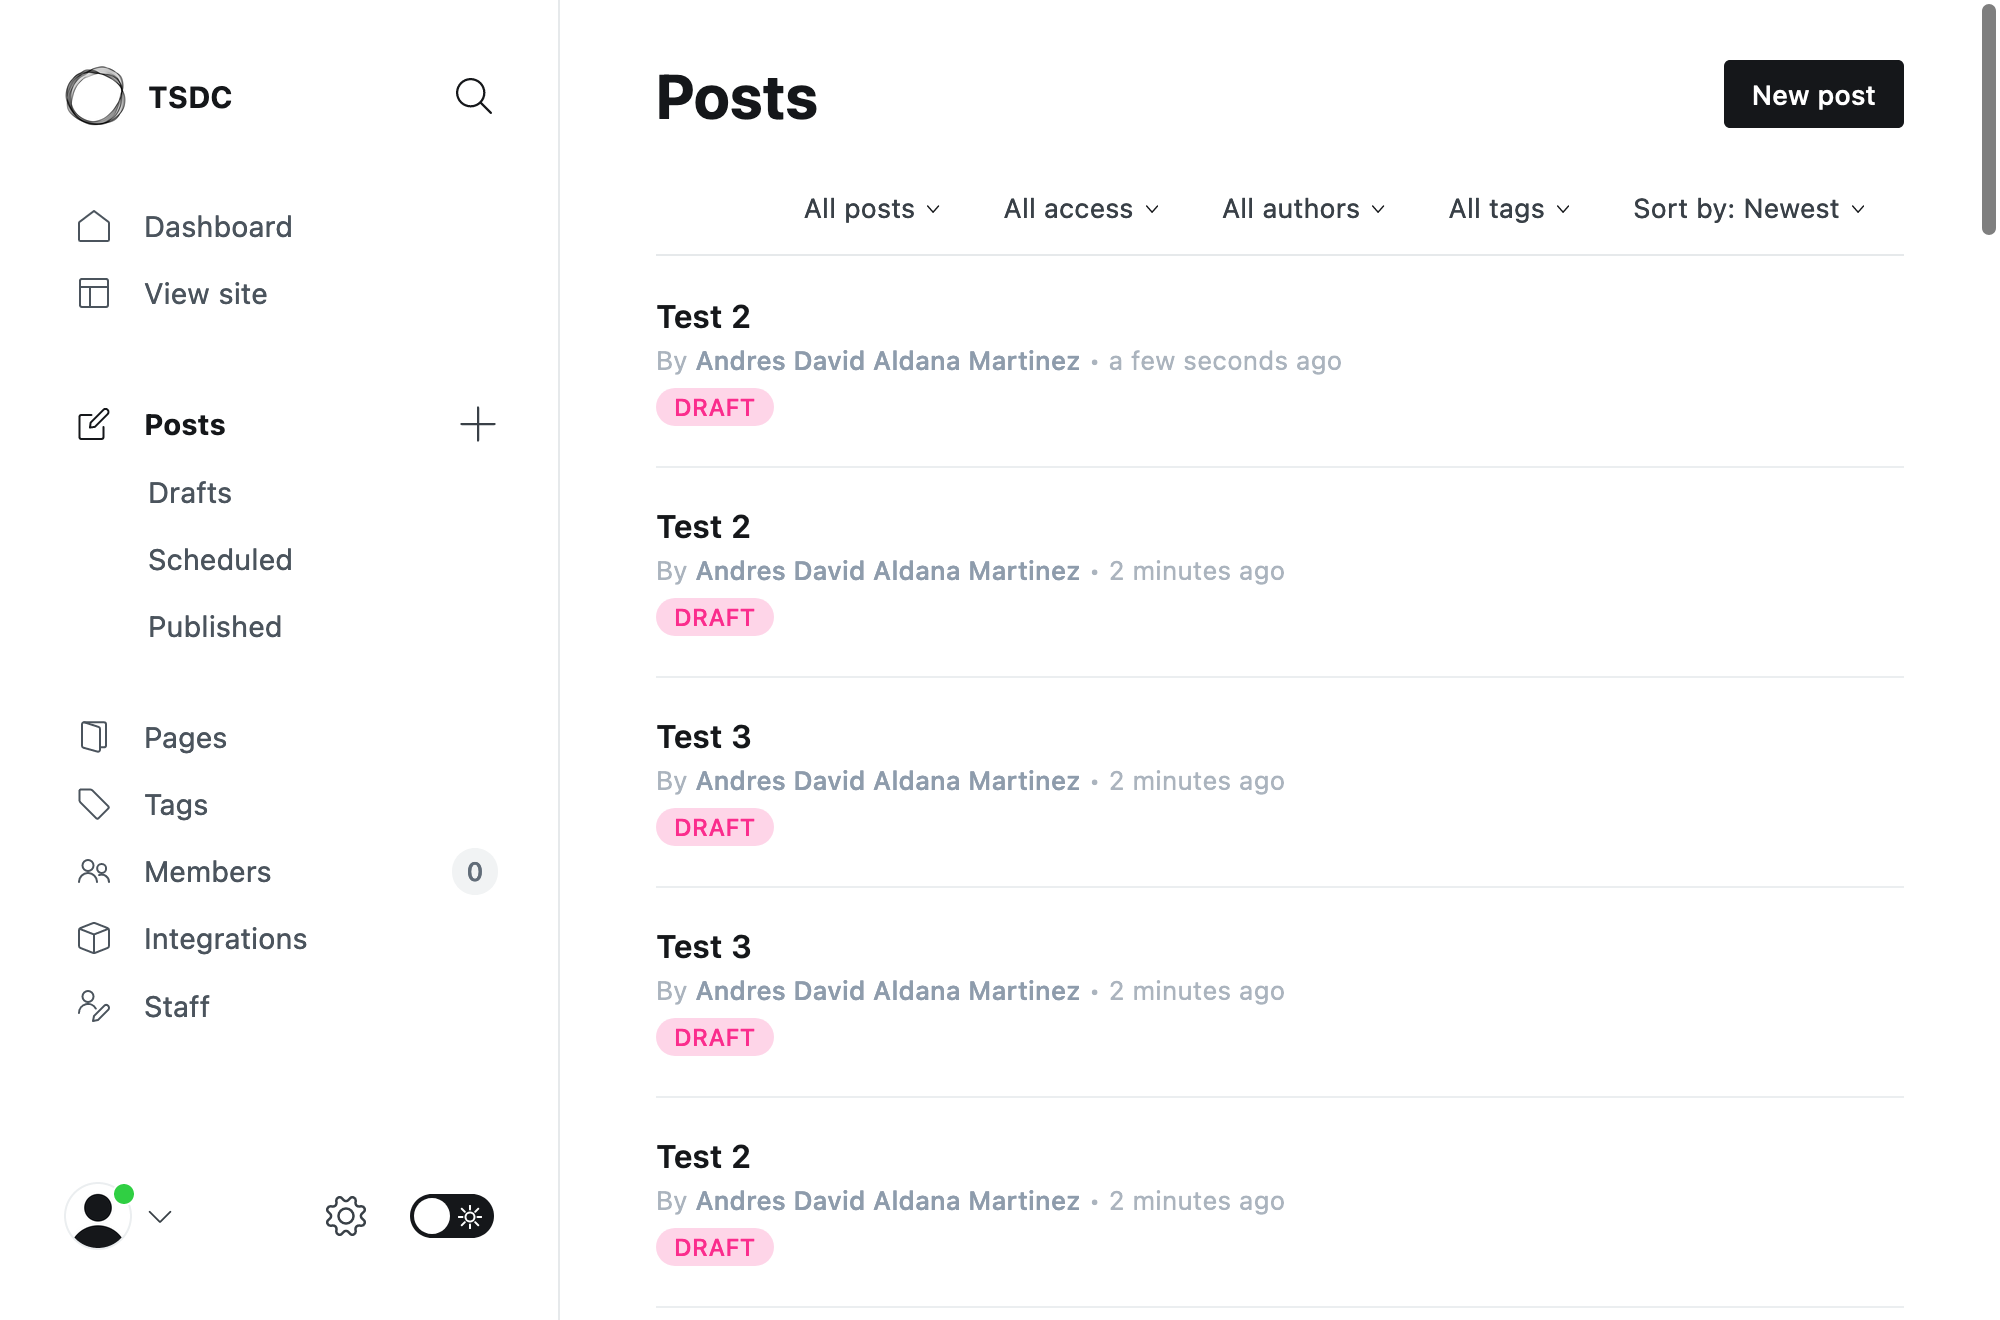 TSDC
Dashboard
View site
Posts
Drafts
Scheduled
Published
Pages
Tags
Members 0
Integrations
Staff
Posts
New post
All posts All access All authors All tags Sort by: Newest
Test 2
By Andres David Aldana Martinez • a few seconds ago
DRAFT
Test 2
By Andres David Aldana Martinez • 2 minutes ago
DRAFT
Test 3
By Andres David Aldana Martinez • 2 minutes ago
DRAFT
Test 3
By Andres David Aldana Martinez • 2 minutes ago
DRAFT
Test 2
By Andres David Aldana Martinez • 2 minutes ago
DRAFT